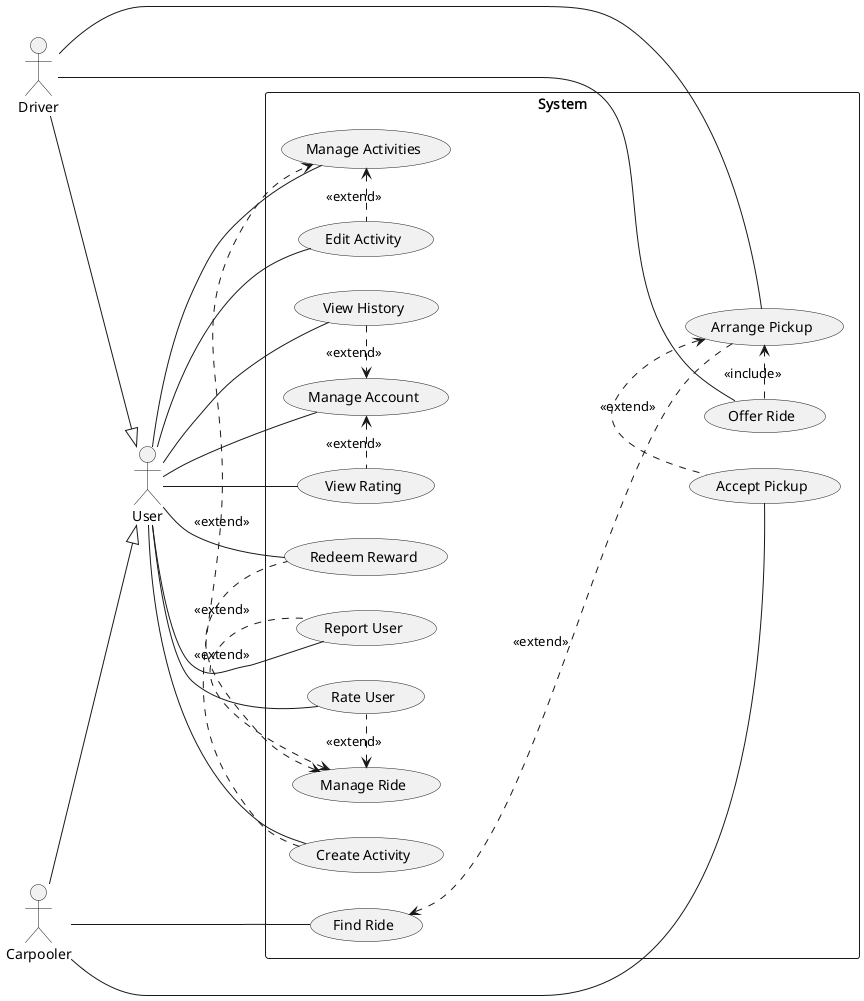 System
Driver
Manage Activities
«extend»
Edit Activity
View History
«extend»
Manage Account
«extend»
View Rating
User
«extend»
Redeem Reward
«extend»
Report User
«extend»
Rate User
«extend»
Manage Ride
Create Activity
Find Ride
Carpooler
Arrange Pickup
«include»
«extend»
Offer Ride
Accept Pickup
«extend»